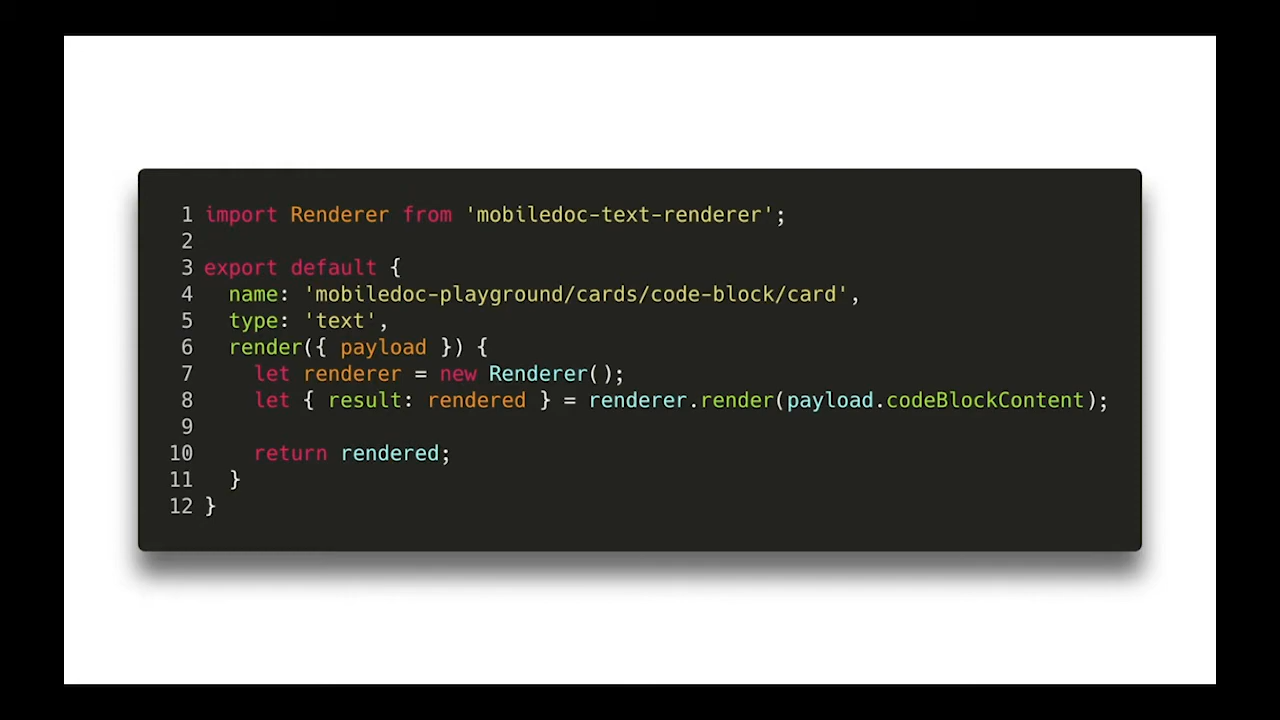 1 import Renderer from 'mobiledoc-text-renderer';
2
3 export default {
4   name: 'mobiledoc-playground/cards/code-block/card',
5   type: 'text',
6   render({ payload }) {
7     let renderer = new Renderer();
8     let { result: rendered } = renderer.render(payload.codeBlockContent);
9
10     return rendered;
11   }
12 }